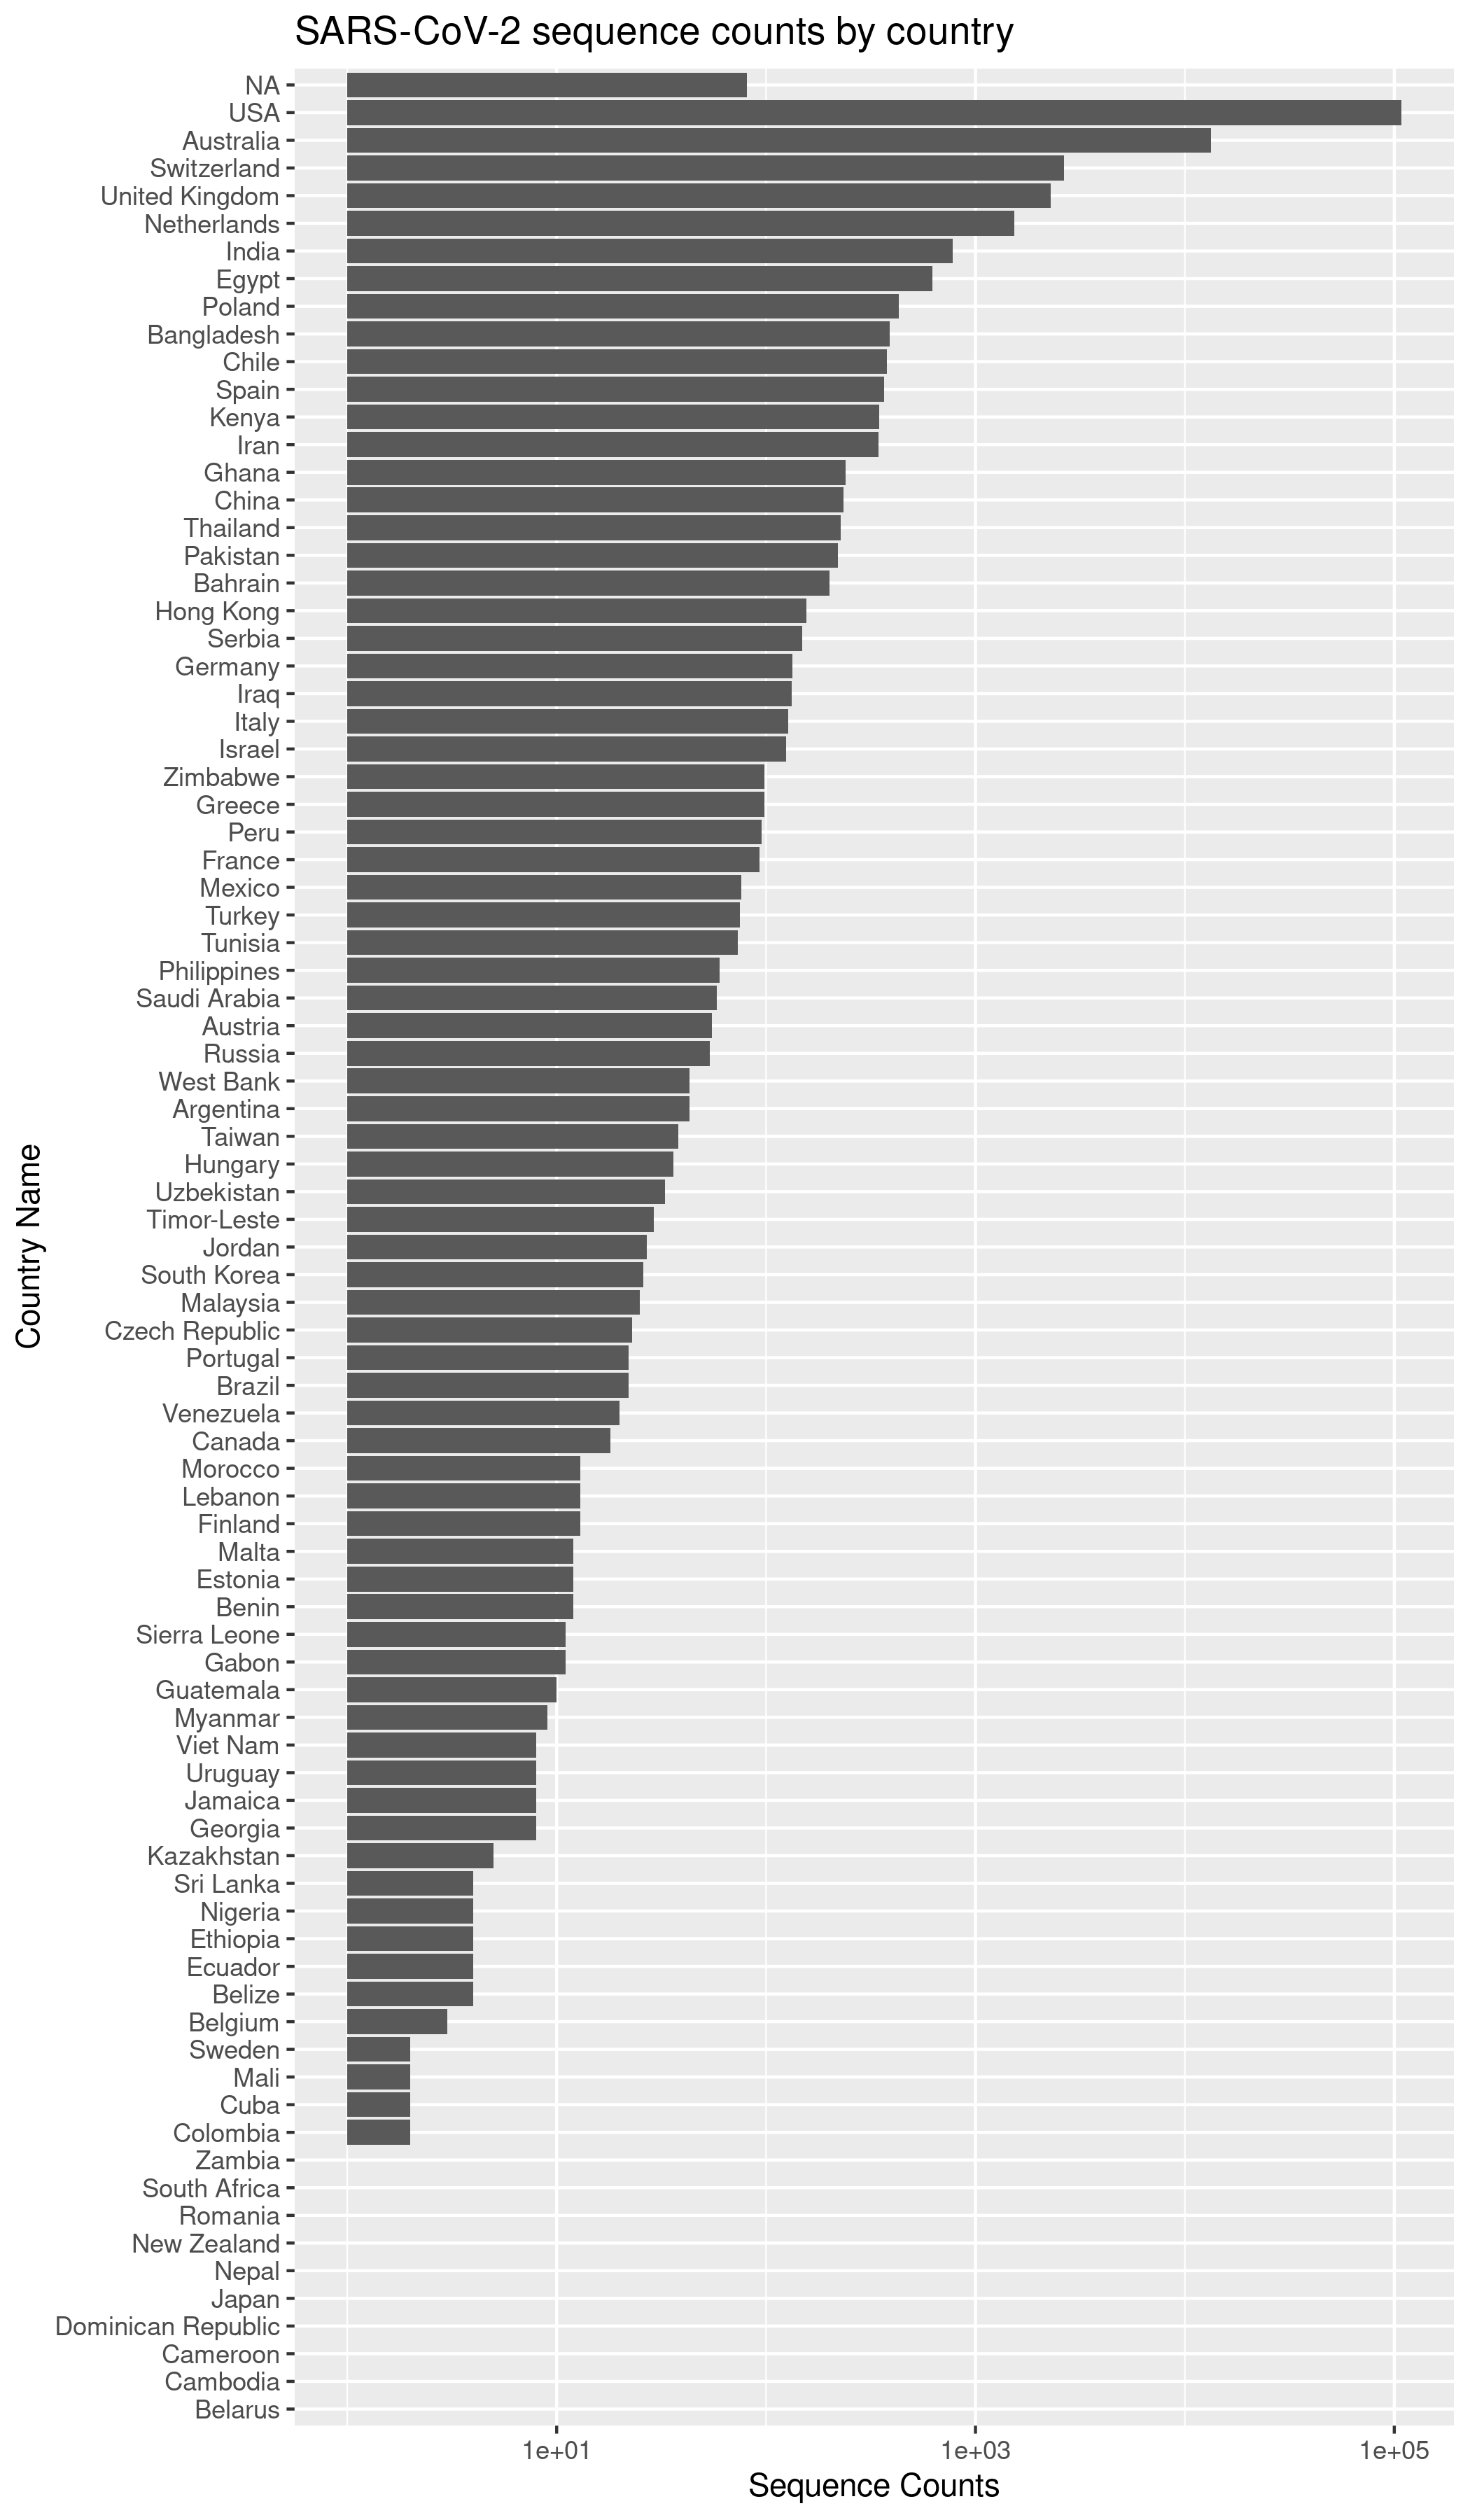 SARS-CoV-2 sequence counts by country
NA
USA
Australia
Switzerland
United Kingdom
Netherlands
India
Egypt
Poland
Bangladesh
Chile
Spain
Kenya
Iran
Ghana
China
Thailand
Pakistan
Bahrain
Hong Kong
Serbia
Germany
Iraq
Italy
Israel
Zimbabwe
Greece
Peru
France
Mexico
Turkey
Tunisia
Philippines
Saudi Arabia
Austria
Russia
West Bank
Argentina
Taiwan
Hungary
Uzbekistan
Timor-Leste
Jordan
South Korea
Malaysia
Czech Republic
Portugal
Brazil
Venezuela
Canada
Morocco
Lebanon
Finland
Malta
Estonia
Benin
Sierra Leone
Gabon
Guatemala
Myanmar
Viet Nam
Uruguay
Jamaica
Georgia
Kazakhstan
Sri Lanka
Nigeria
Ethiopia
Ecuador
Belize
Belgium
Sweden
Mali
Cuba
Colombia
Zambia
South Africa
Romania
New Zealand
Nepal
Japan
Dominican Republic
Cameroon
Cambodia
Belarus
Country Name
1e+01 1e+03 1e+05
Sequence Counts